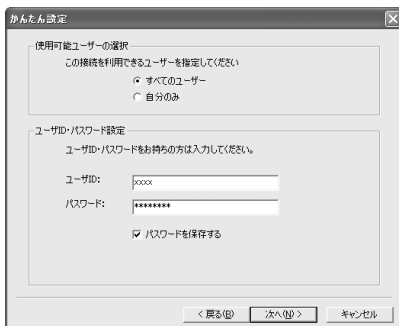 かんたん設定
使用可能ユーザーの選択
この接続を利用できるユーザーを指定してください
すべてのユーザー
自分のみ
ユーザID・パスワード設定
ユーザID・パスワードをお持ちの方は入力してください。
ユーザID: xxxx
パスワード: ********
パスワードを保存する
< 戻る(B) 次へ(N) > キャンセル